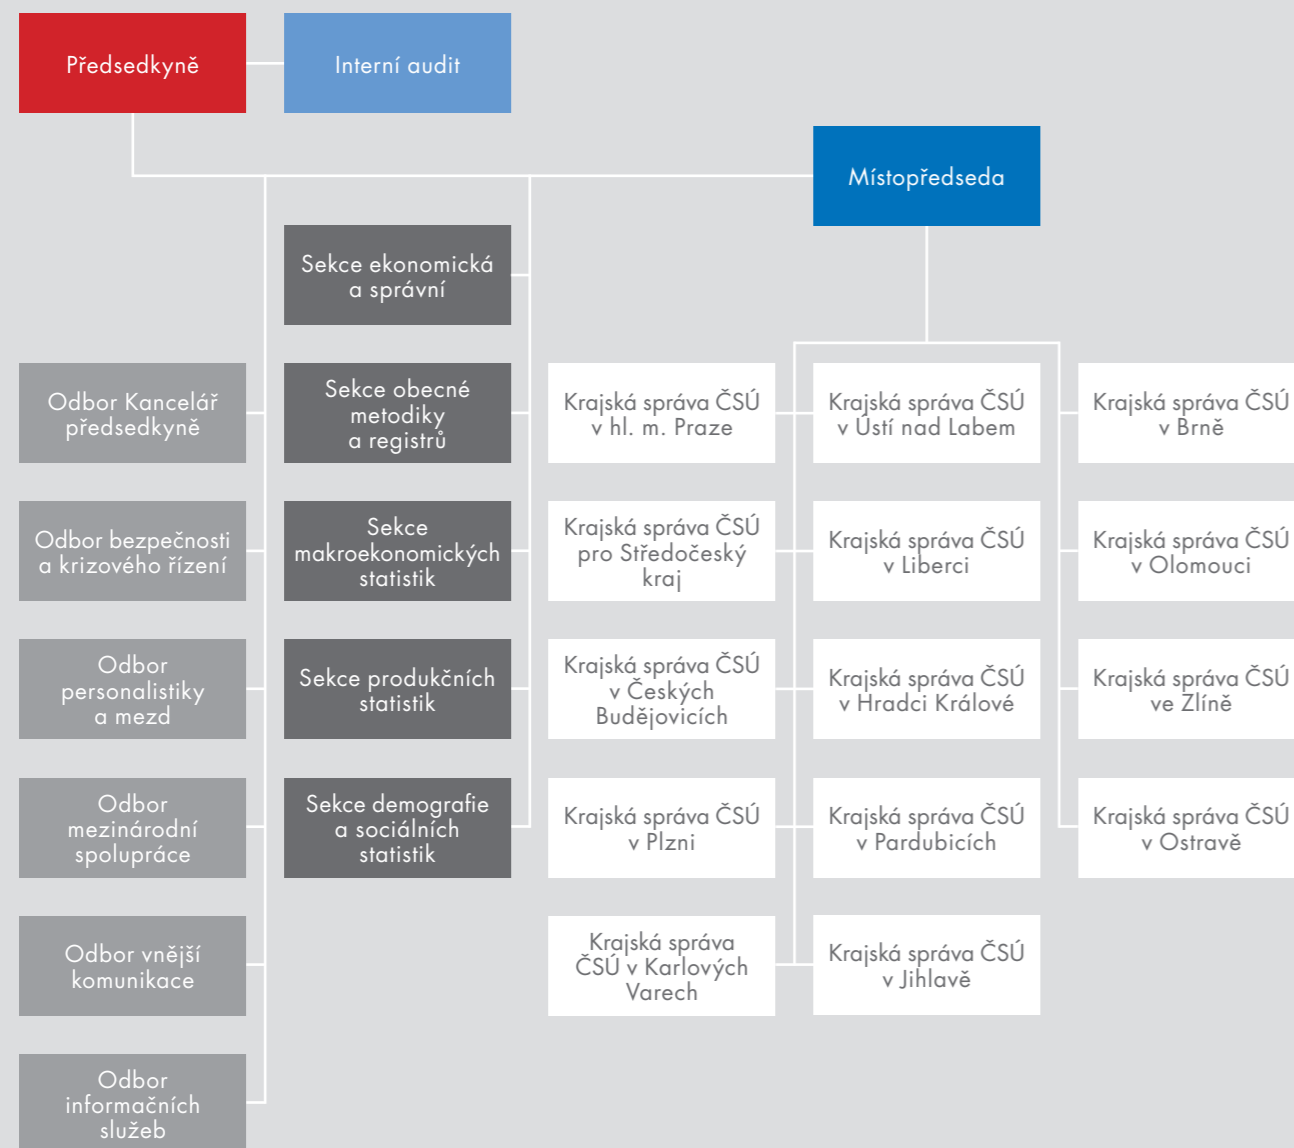 Předsedkyně
Interní audit
Místopředseda
Sekce ekonomická
a správní
Odbor Kancelář
předsedkyně
Sekce obecné
metodiky
a registrů
Krajská správa ČSÚ
v hl. m. Praze
Krajská správa ČSÚ
v Ústí nad Labem
Krajská správa ČSÚ
v Brně
Odbor bezpečnosti
a krizového řízení
Sekce
makroekonomických
statistik
Krajská správa ČSÚ
pro Středočeský
kraj
Krajská správa ČSÚ
v Liberci
Krajská správa ČSÚ
v Olomouci
Odbor
personalistiky
a mezd
Sekce produkčních
statistik
Krajská správa ČSÚ
v Českých
Budějovicích
Krajská správa ČSÚ
v Hradci Králové
Krajská správa ČSÚ
ve Zlíně
Odbor
mezinárodní
spolupráce
Sekce demografie
a sociálních
statistik
Krajská správa ČSÚ
v Plzni
Krajská správa ČSÚ
v Pardubicích
Krajská správa ČSÚ
v Ostravě
Odbor vnější
komunikace
Krajská správa
ČSÚ v Karlových
Varech
Krajská správa ČSÚ
v Jihlavě
Odbor
informačních
služeb